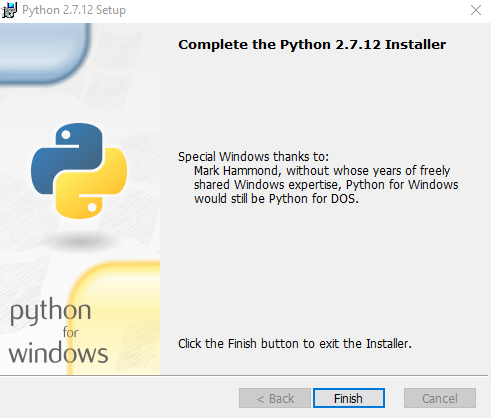 Python 2.7.12 Setup
Complete the Python 2.7.12 Installer
Special Windows thanks to:
Mark Hammond, without whose years of freely
shared Windows expertise, Python for Windows
would still be Python for DOS.
python
for
windows
Click the Finish button to exit the Installer.
< Back
Finish
Cancel